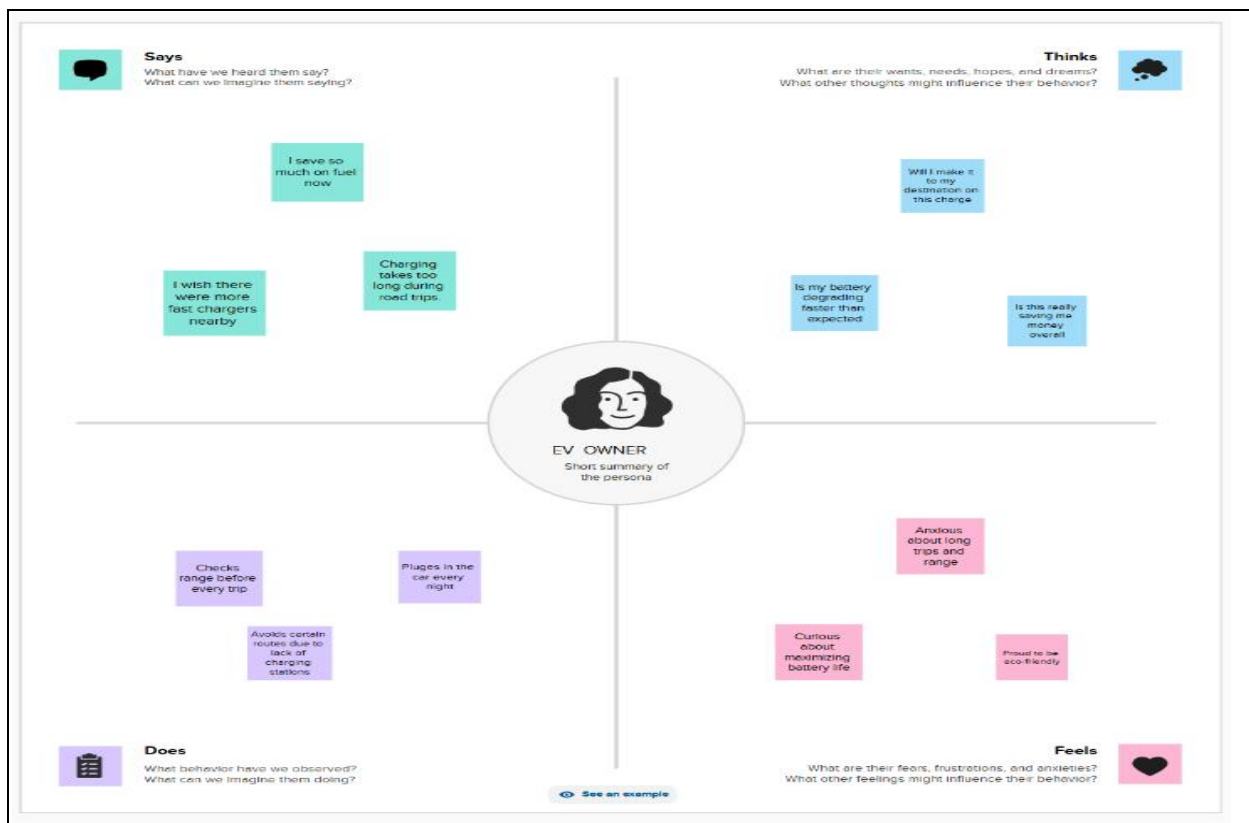 Says
What have we heard them say?
What can we imagine them saying?
Thinks
What are their wants, needs, hopes, and dreams?
What other thoughts might influence their behavior?
I save so
much on fuel
now
I wish there
were more
fast chargers
nearby
Charging
takes too
long during
road trips.
Will I make it
to my
destination on
this charge
Is my battery
degrading
faster than
expected
Is this really
saving me
money
overall
EV OWNER
Short summary of
the persona
Checks
range before
every trip
Pluges in the
car every
night
Avoids certain
routes due to
lack of
charging
stations
Anxious
about long
trips and
range
Curious
about
maximizing
battery life
Proud to be
eco-friendly
Does
What behavior have we observed?
What can we imagine them doing?
Feels
What are their fears, frustrations, and anxieties?
What other feelings might influence their behavior?
See an example